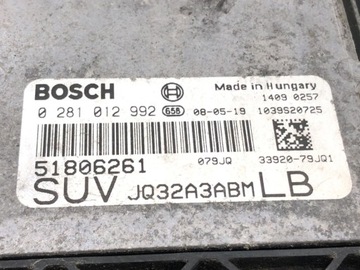 BOSCH
Made in Hungary
1409 0257
0 281 012 992 658 08-05-19 1039S20725
51806261 079JQ 33920-79JQ1
SUV JQ32A3ABM LB